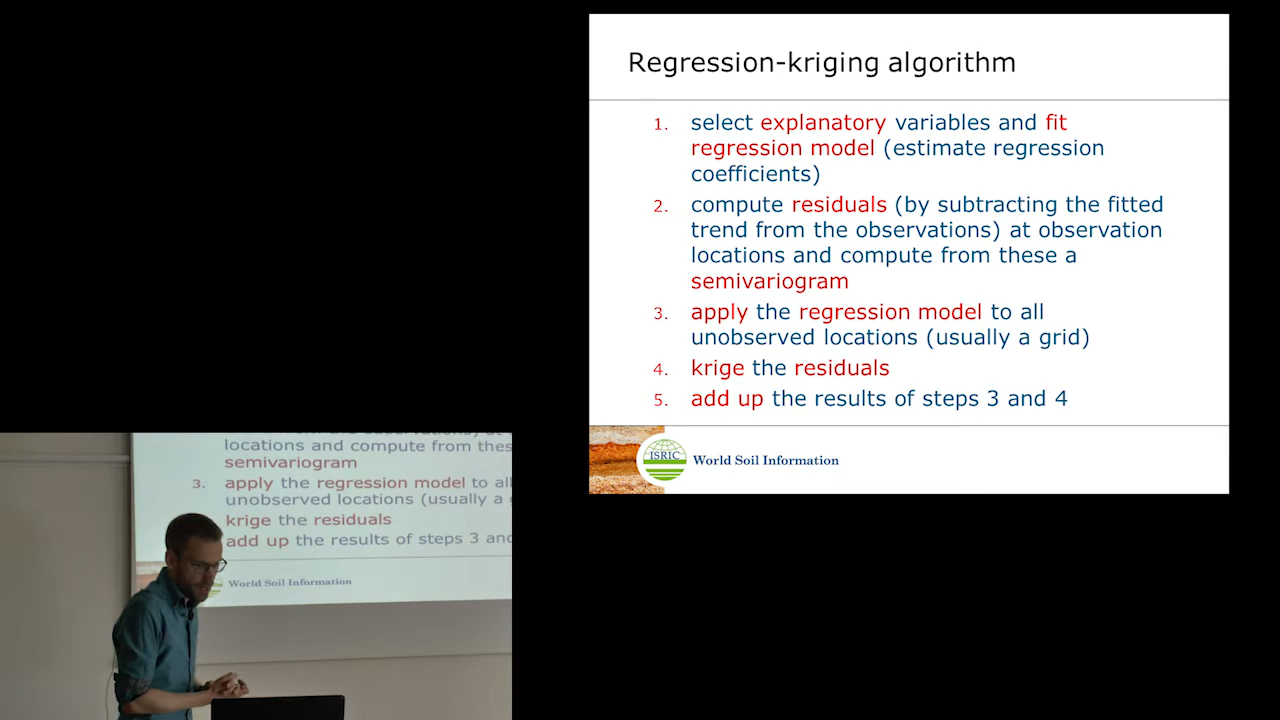 Regression-kriging algorithm
1. select explanatory variables and fit
regression model (estimate regression
coefficients)
2. compute residuals (by subtracting the fitted
trend from the observations) at observation
locations and compute from these a
semivariogram
3. apply the regression model to all
unobserved locations (usually a grid)
4. krige the residuals
5. add up the results of steps 3 and 4
ISRIC World Soil Information
locations and compute from these
semivariogram
3. apply the regression model to all
unobserved locations (usually a
krige the residuals
add up the results of steps 3 and
World Soil Information